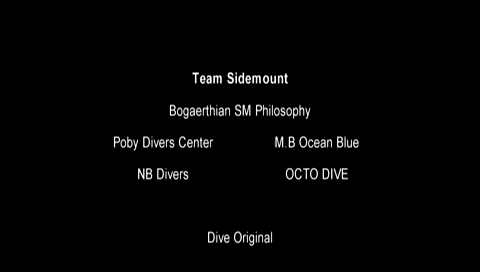 Team Sidemount
Bogaerthian SM Philosophy
Poby Divers Center M.B Ocean Blue
NB Divers OCTO DIVE
Dive Original